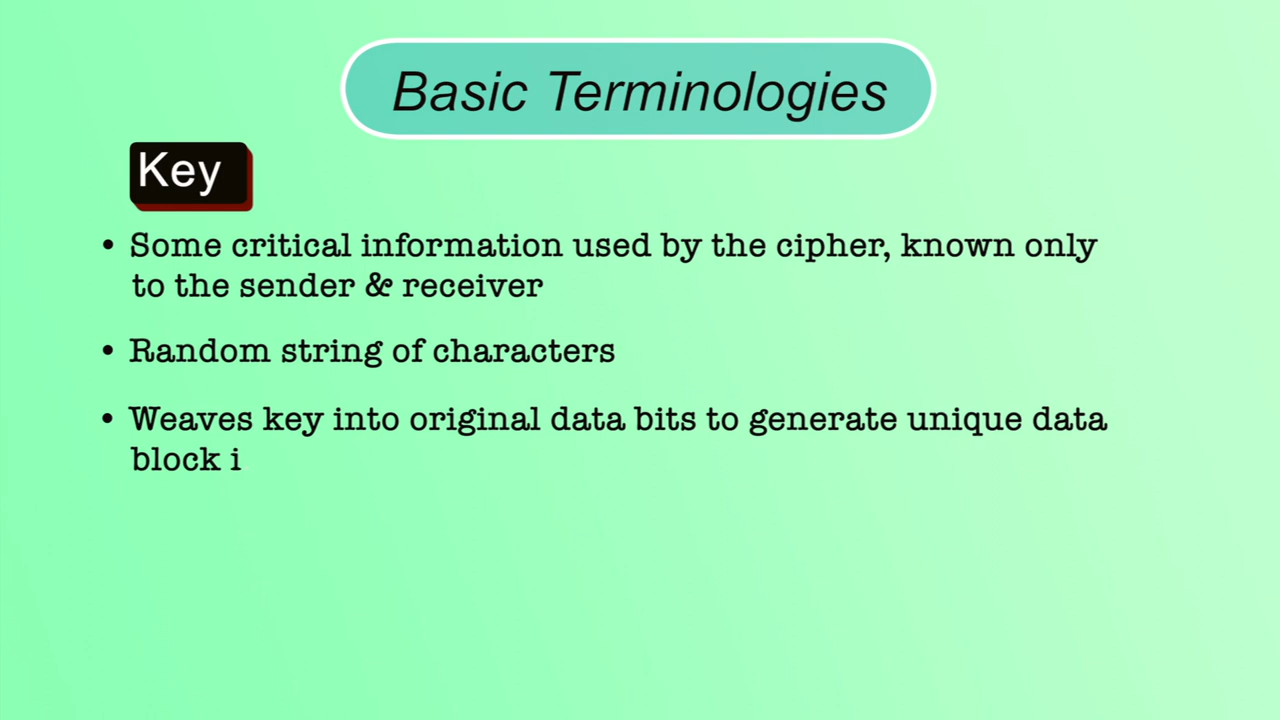 Basic Terminologies
Key
• Some critical information used by the cipher, known only
to the sender & receiver
• Random string of characters
• Weaves key into original data bits to generate unique data
block i